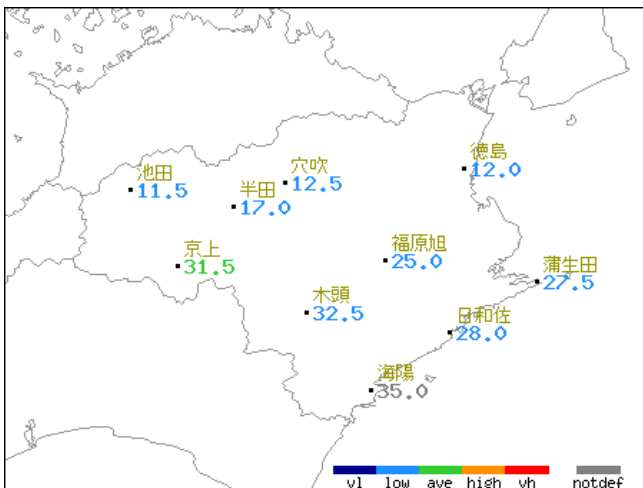 徳島
12.0
池田
11.5
穴吹
12.5
半田
17.0
京上
31.5
福原旭
25.0
蒲生田
27.5
木頭
32.5
日和佐
28.0
海陽
35.0
vl low ave high vh notdef